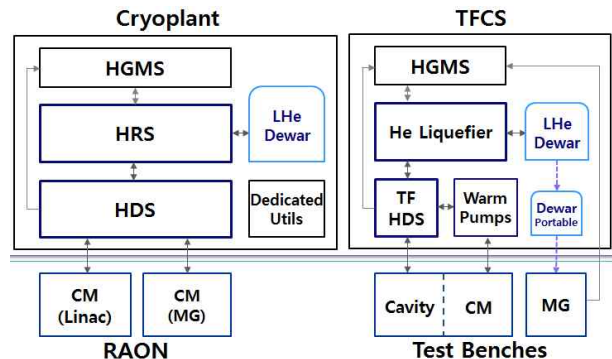 Cryoplant
HGMS
HRS
LHe
Dewar
HDS
Dedicated
Utils
CM
(Linac)
CM
(MG)
RAON
TFCS
HGMS
He Liquefier
LHe
Dewar
TF
HDS
Warm
Pumps
Dewar
Portable
Cavity
CM
MG
Test Benches